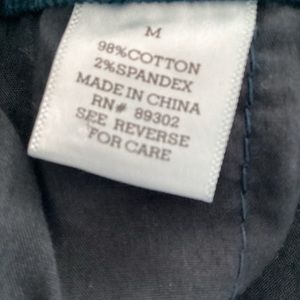 M
98%COTTON
2%SPANDEX
MADE IN CHINA
RN# 89302
SEE REVERSE
FOR CARE